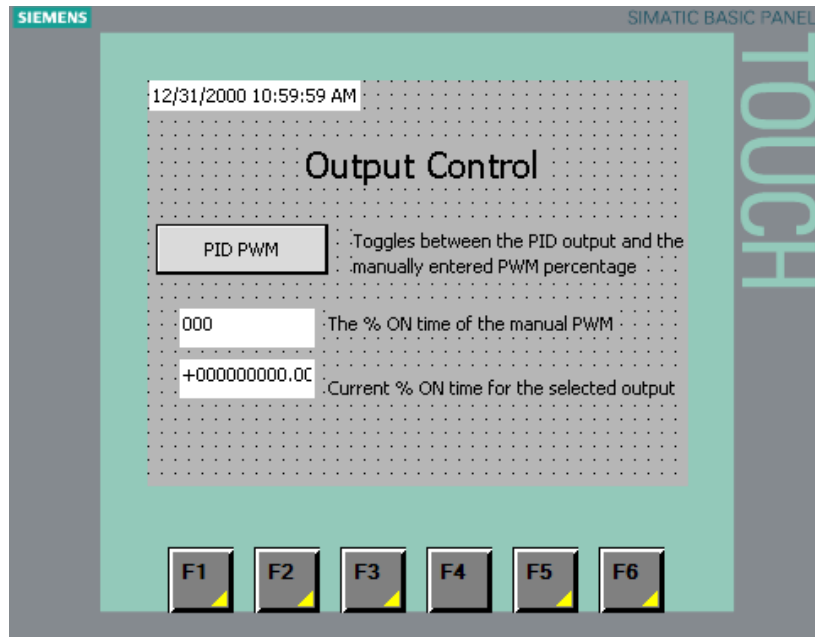 SIEMENS
SIMATIC BASIC PANEL
TOUCH
12/31/2000 10:59:59 AM
Output Control
PID PWM
Toggles between the PID output and the
manually entered PWM percentage
000
The % ON time of the manual PWM
+000000000.00
Current % ON time for the selected output
F1 F2 F3 F4 F5 F6